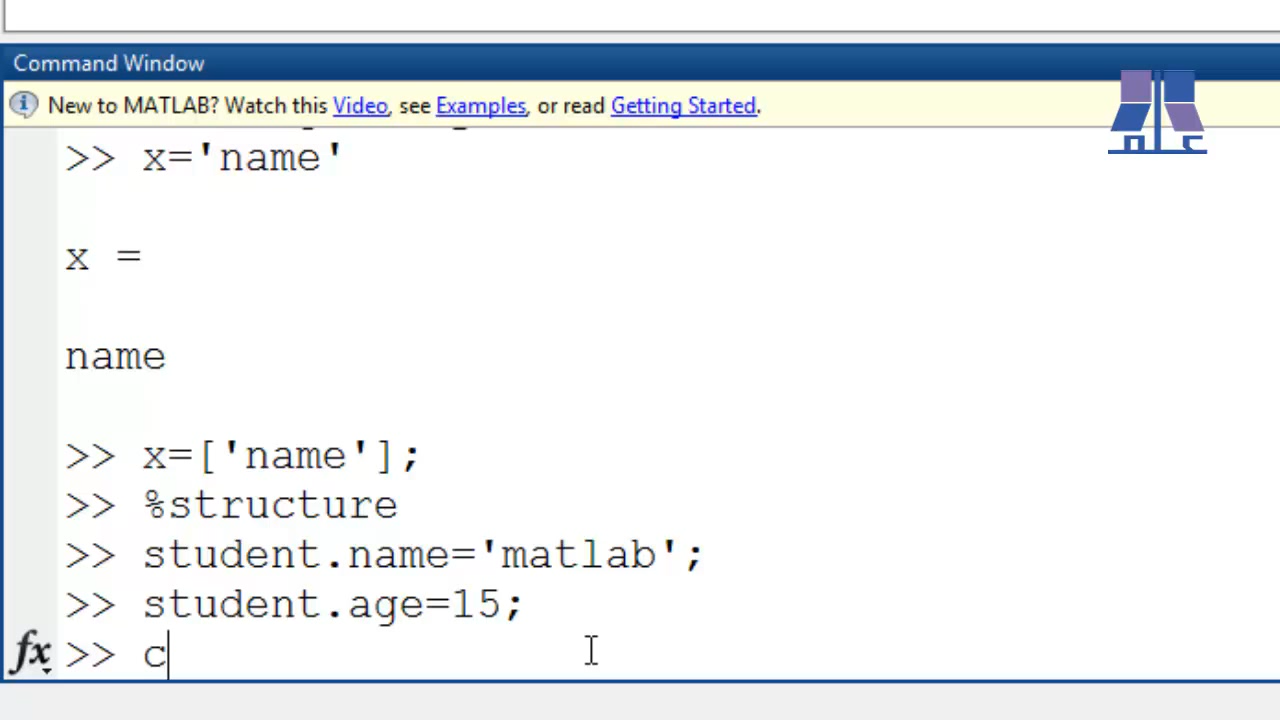 Command Window
New to MATLAB? Watch this Video, see Examples, or read Getting Started.
>> x='name'
x =
name
>> x=['name'];
>> %structure
>> student.name='matlab';
>> student.age=15;
fx >> c